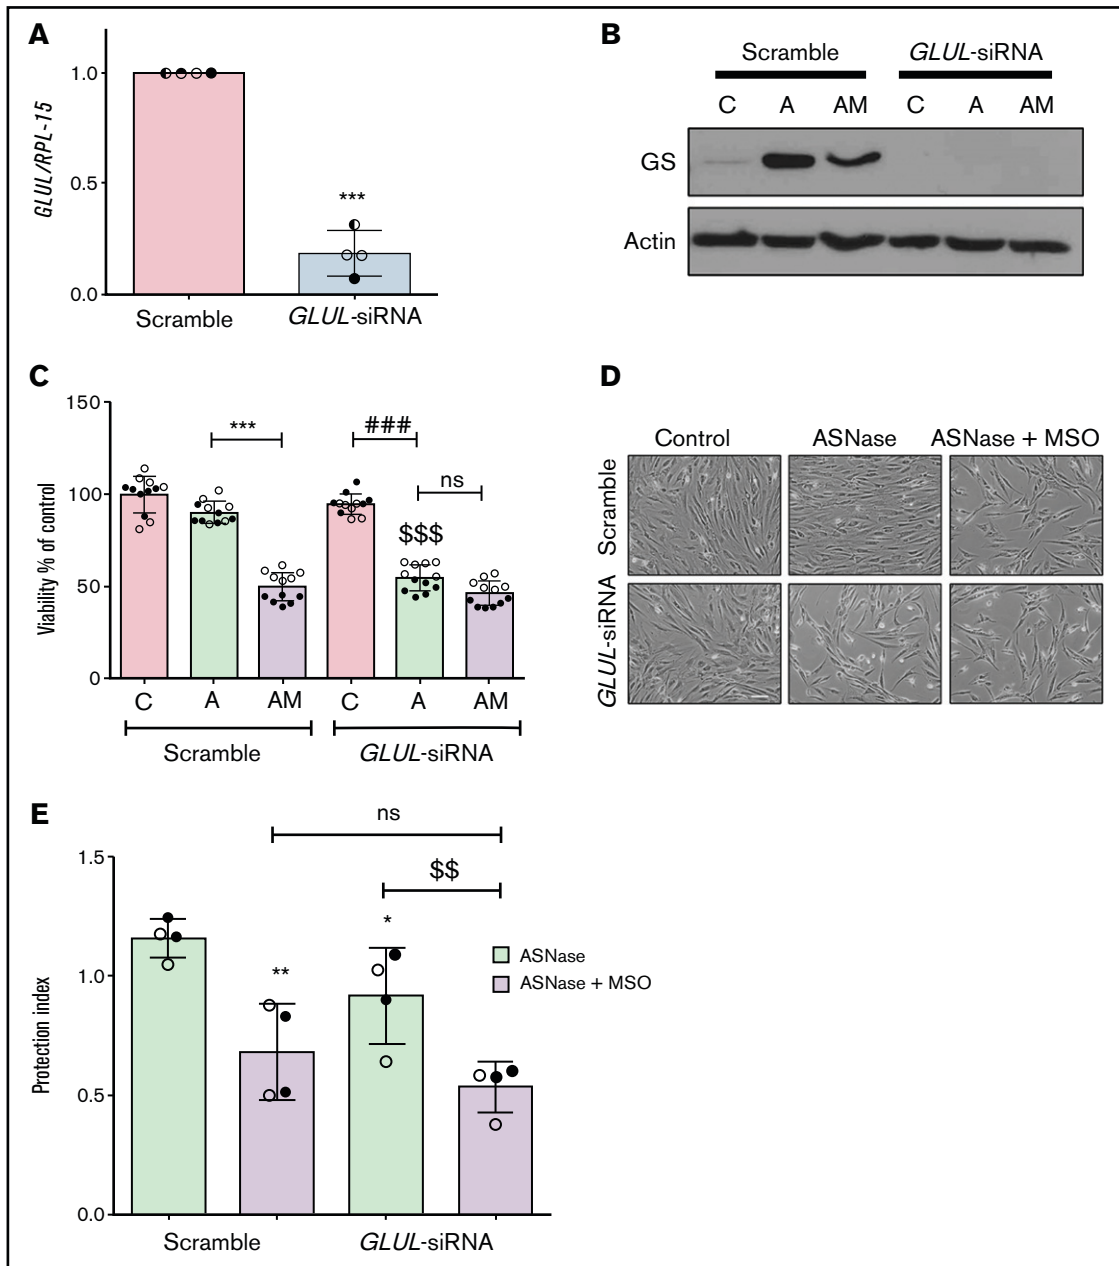 A
GLUL/RPL-15
1.0
0.5
0.0
***
Scramble
GLUL-siRNA
B
Scramble
GLUL-siRNA
C A AM C A AM
GS
Actin
C
Viability % of control
150
100
50
0
***
###
ns
$$$
C A AM C A AM
Scramble
GLUL-siRNA
D
Control ASNase ASNase + MSO
Scramble
GLUL-siRNA
E
Protection index
1.5
1.0
0.5
0.0
ns
$$
**
*
ASNase
ASNase + MSO
Scramble
GLUL-siRNA